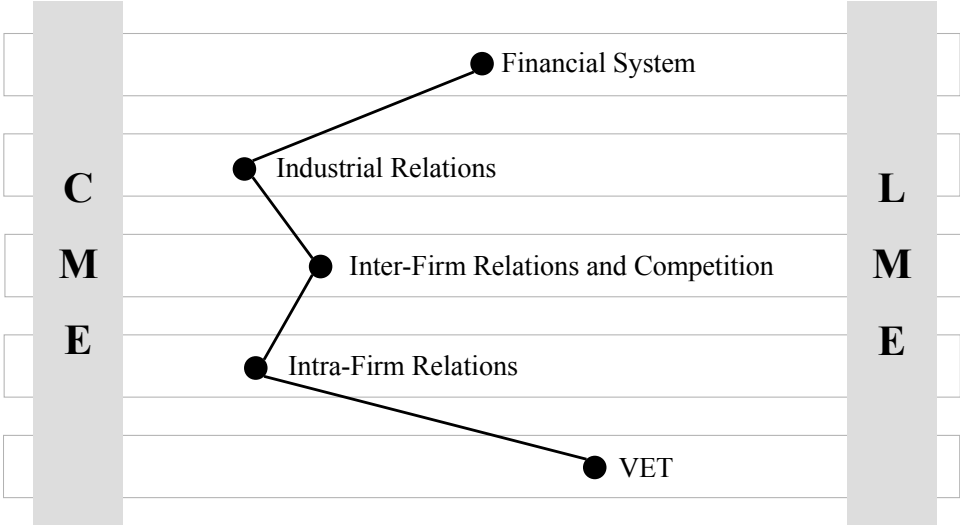 Financial System
Industrial Relations
C
M
E
Inter-Firm Relations and Competition
Intra-Firm Relations
VET
L
M
E